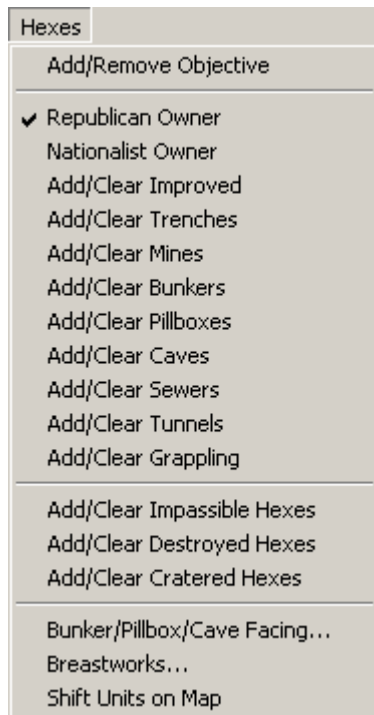 Hexes
Add/Remove Objective
Republican Owner
Nationalist Owner
Add/Clear Improved
Add/Clear Trenches
Add/Clear Mines
Add/Clear Bunkers
Add/Clear Pillboxes
Add/Clear Caves
Add/Clear Sewers
Add/Clear Tunnels
Add/Clear Grappling
Add/Clear Impassible Hexes
Add/Clear Destroyed Hexes
Add/Clear Cratered Hexes
Bunker/Pillbox/Cave Facing...
Breastworks...
Shift Units on Map